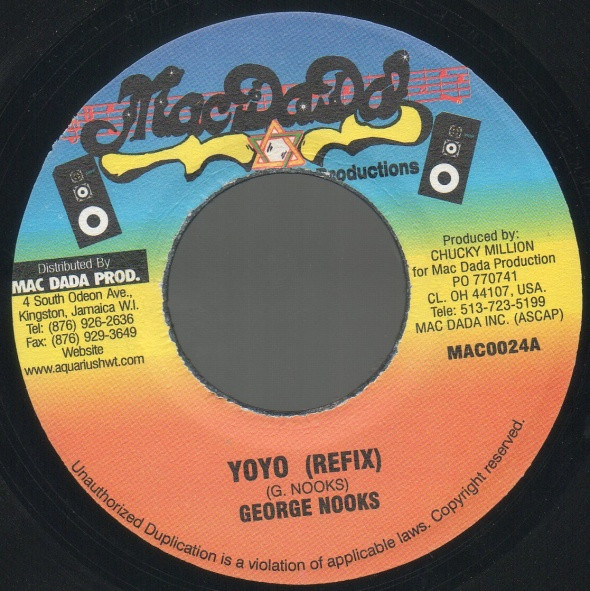 MacDaDa
Productions
Distributed By
MAC DADA PROD.
4 South Odeon Ave.,
Kingston, Jamaica W.I.
Tel: (876) 926-2636
Fax: (876) 929-3649
Website
www.aquariushwt.com
Produced by:
CHUCKY MILLION
for Mac Dada Production
PO 770741
CL. OH 44107, USA.
Tele: 513-723-5199
MAC DADA INC. (ASCAP)
MAC0024A
YOYO (REFIX)
(G. NOOKS)
GEORGE NOOKS
Unauthorized Duplication is a violation of applicable laws. Copyright reserved.